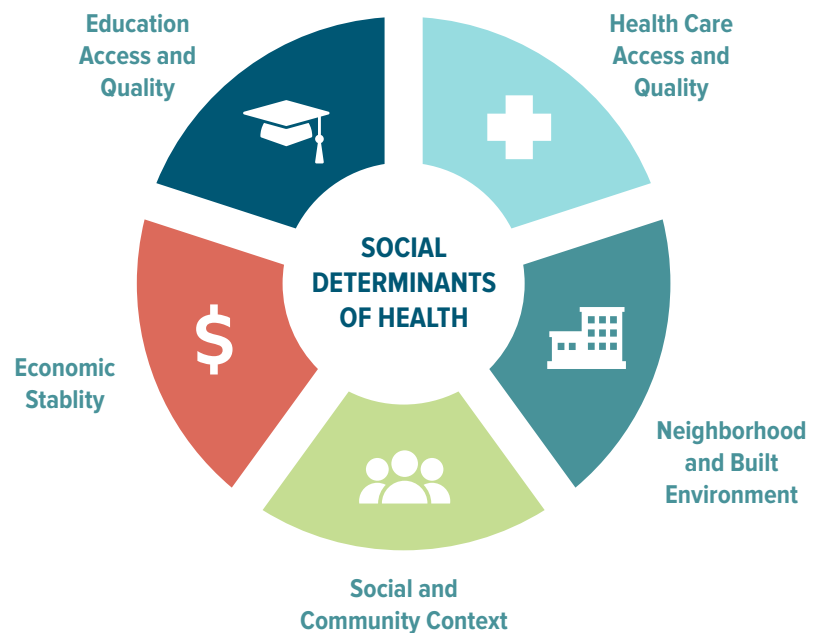 Education
Access and
Quality
Health Care
Access and
Quality
SOCIAL
DETERMINANTS
OF HEALTH
$
Economic
Stablity
Neighborhood
and Built
Environment
Social and
Community Context